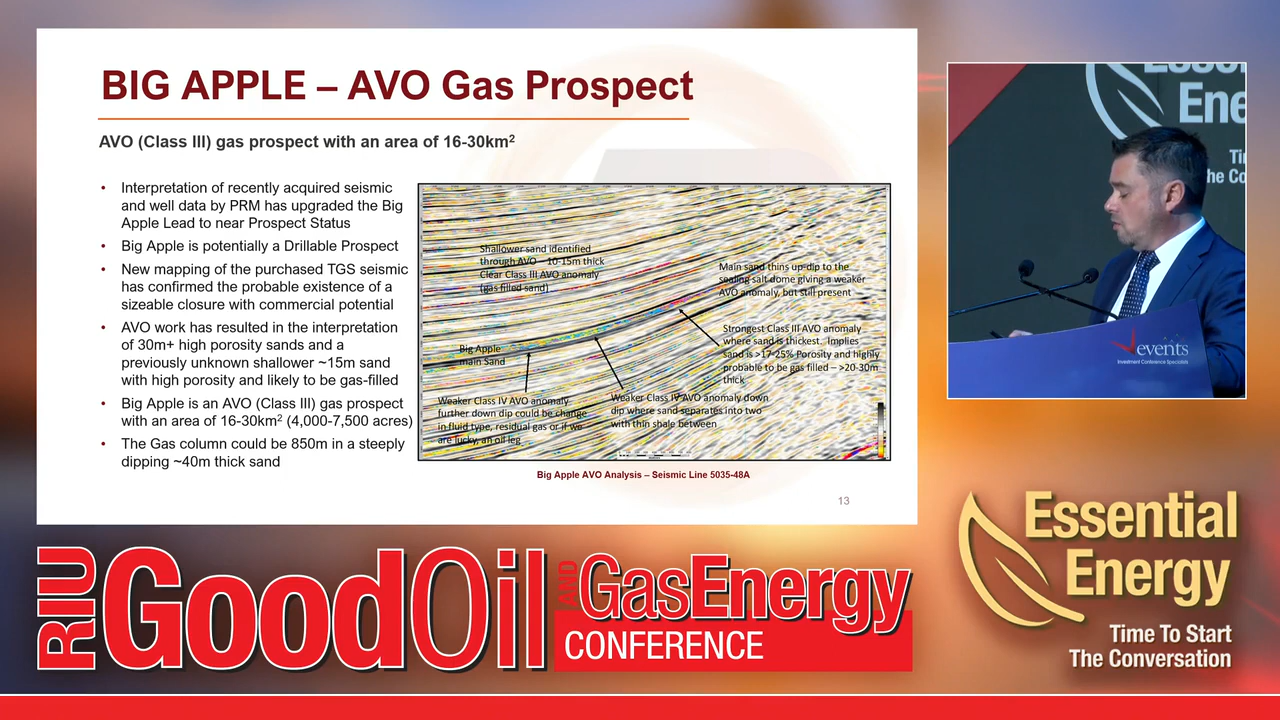 BIG APPLE – AVO Gas Prospect
AVO (Class III) gas prospect with an area of 16-30km²
• Interpretation of recently acquired seismic
and well data by PRM has upgraded the Big
Apple Lead to near Prospect Status
• Big Apple is potentially a Drillable Prospect
• New mapping of the purchased TGS seismic
has confirmed the probable existence of a
sizeable closure with commercial potential
• AVO work has resulted in the interpretation
of 30m+ high porosity sands and a
previously unknown shallower ~15m sand
with high porosity and likely to be gas-filled
• Big Apple is an AVO (Class III) gas prospect
with an area of 16-30km² (4,000-7,500 acres)
• The Gas column could be 850m in a steeply
dipping ~40m thick sand
Shallower sand identified
through AVO – 10-15m thick
Clear Class III AVO anomaly
(gas filled sand)
Main sand thins up-dip to the
sealing salt dome giving a weaker
AVO anomaly, but still present
Strongest Class III AVO anomaly
where sand is thickest. Implies
sand is >17-25% Porosity and highly
probable to be gas filled – >20-30m
thick
Big Apple
main Sand
Weaker Class IV AVO anomaly
further down dip could be change
in fluid type, residual gas or if we
are lucky, an oil leg
Weaker Class IV AVO anomaly down
dip where sand separates into two
with thin shale between
Big Apple AVO Analysis – Seismic Line 5035-48A
13
Ene
Ti
he Co
events
Investment Conference Specialists
RIU GoodOil AND GasEnergy
CONFERENCE
Essential
Energy
Time To Start
The Conversation